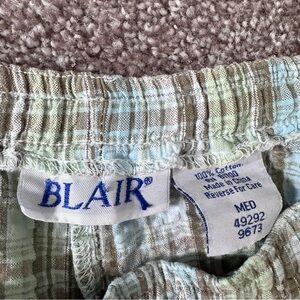 BLAIR®
100% Cotton
Made in China
Reverse For Care
MED
49292
9673